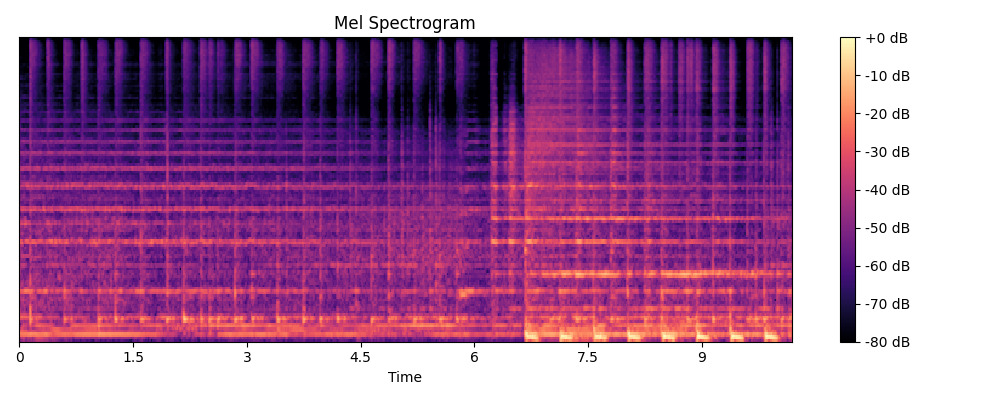 Mel Spectrogram
+0 dB
-10 dB
-20 dB
-30 dB
-40 dB
-50 dB
-60 dB
-70 dB
-80 dB
0
1.5
3
4.5
6
7.5
9
Time